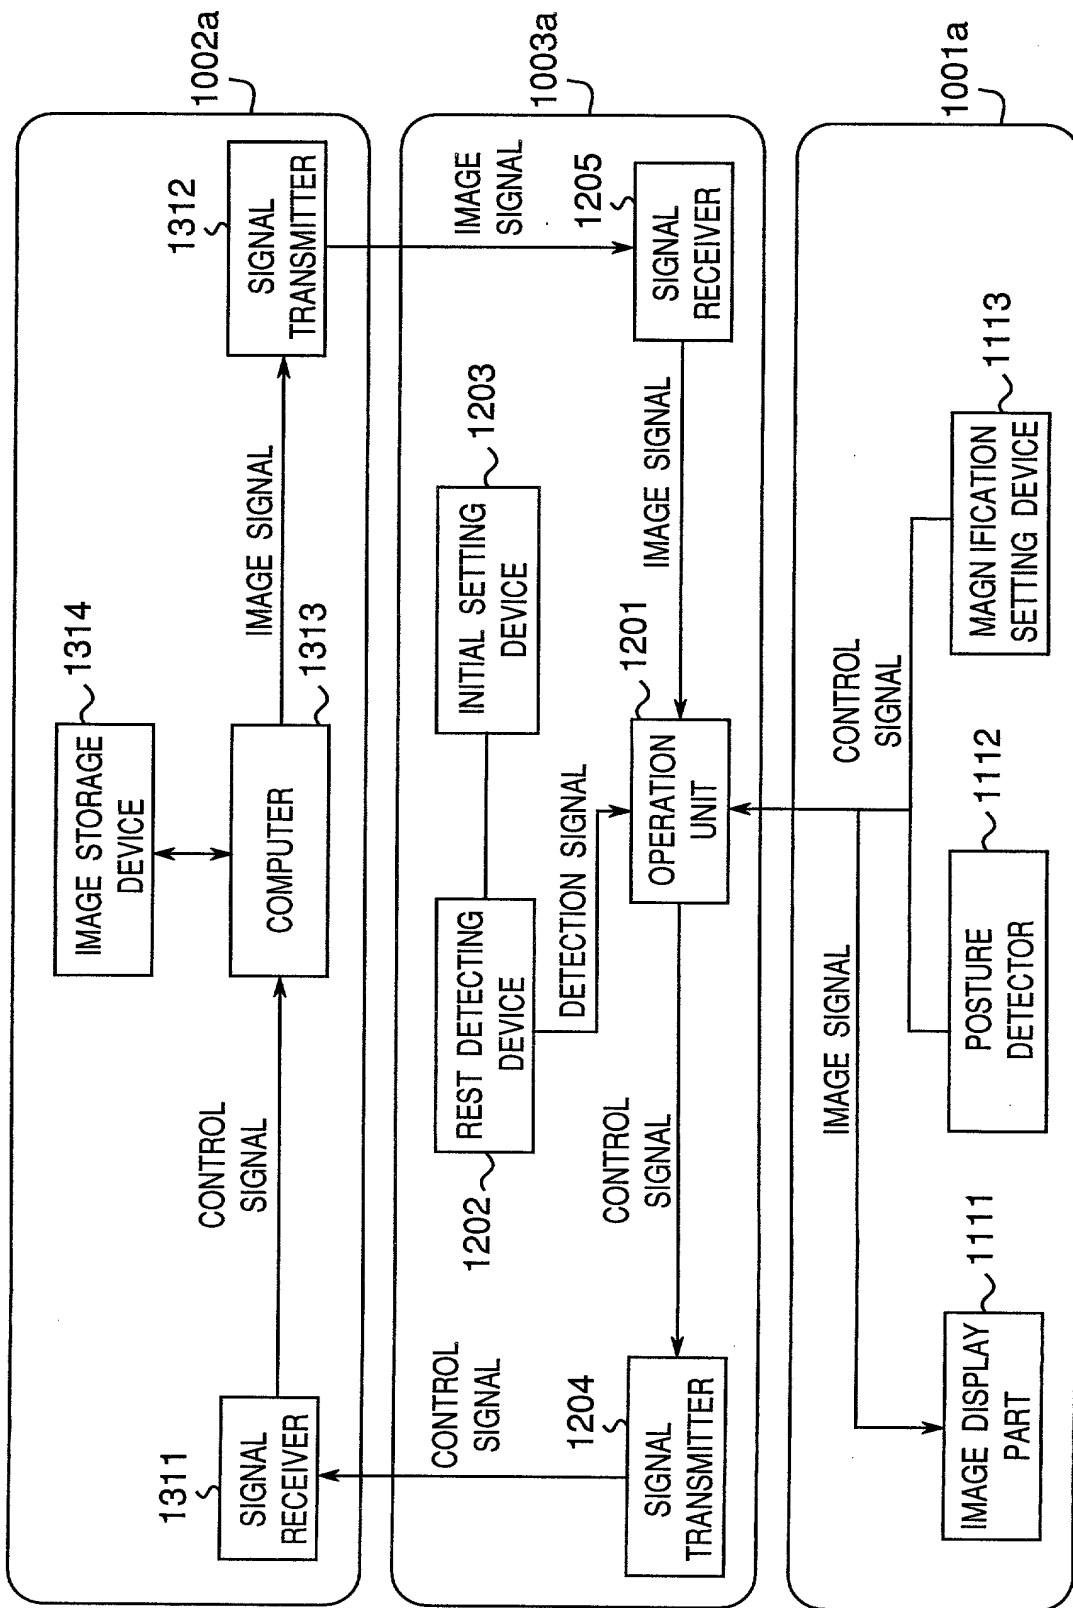 1002a
1311
SIGNAL
RECEIVER
CONTROL
SIGNAL
IMAGE STORAGE
DEVICE
1314
COMPUTER
1313
IMAGE SIGNAL
1312
SIGNAL
TRANSMITTER
1003a
CONTROL
SIGNAL
IMAGE
SIGNAL
1202
REST DETECTING
DEVICE
INITIAL SETTING
DEVICE
1203
DETECTION SIGNAL
1204
SIGNAL
TRANSMITTER
CONTROL
SIGNAL
OPERATION
UNIT
1201
IMAGE SIGNAL
1205
SIGNAL
RECEIVER
1001a
IMAGE SIGNAL
CONTROL
SIGNAL
IMAGE DISPLAY
PART
1111
POSTURE
DETECTOR
1112
MAGNIFICATION
SETTING DEVICE
1113